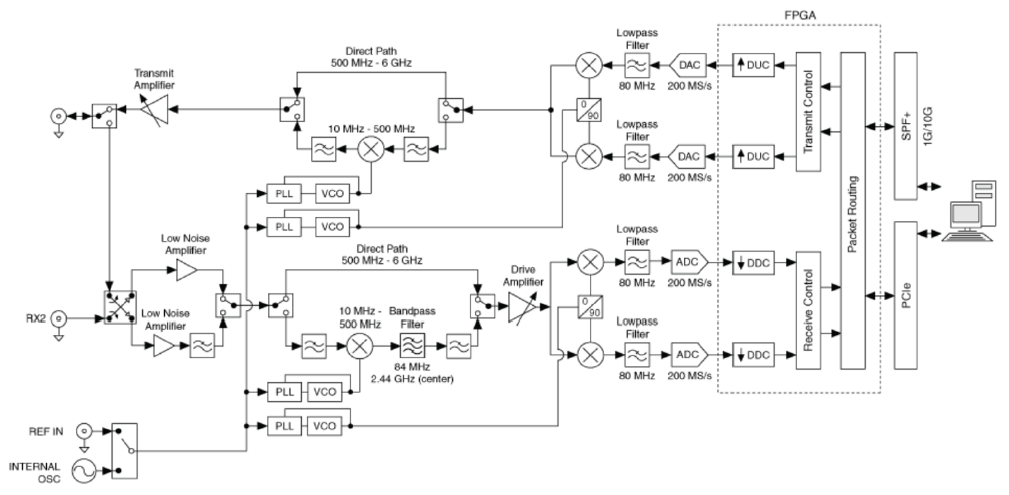 FPGA
Direct Path
500 MHz - 6 GHz
Transmit
Amplifier
10 MHz - 500 MHz
PLL
VCO
PLL
VCO
Lowpass
Filter
80 MHz
DAC
200 MS/s
DUC
0
90
Lowpass
Filter
80 MHz
DAC
200 MS/s
DUC
Transmit Control
Packet Routing
SPF+
1G/10G
PCIe
Low Noise
Amplifier
Direct Path
500 MHz - 6 GHz
Drive
Amplifier
RX2
Low Noise
Amplifier
10 MHz -
500 MHz
Bandpass
Filter
84 MHz
2.44 GHz (center)
PLL
VCO
PLL
VCO
Lowpass
Filter
80 MHz
ADC
200 MS/s
DDC
0
90
Lowpass
Filter
80 MHz
ADC
200 MS/s
DDC
Receive Control
REF IN
INTERNAL
OSC